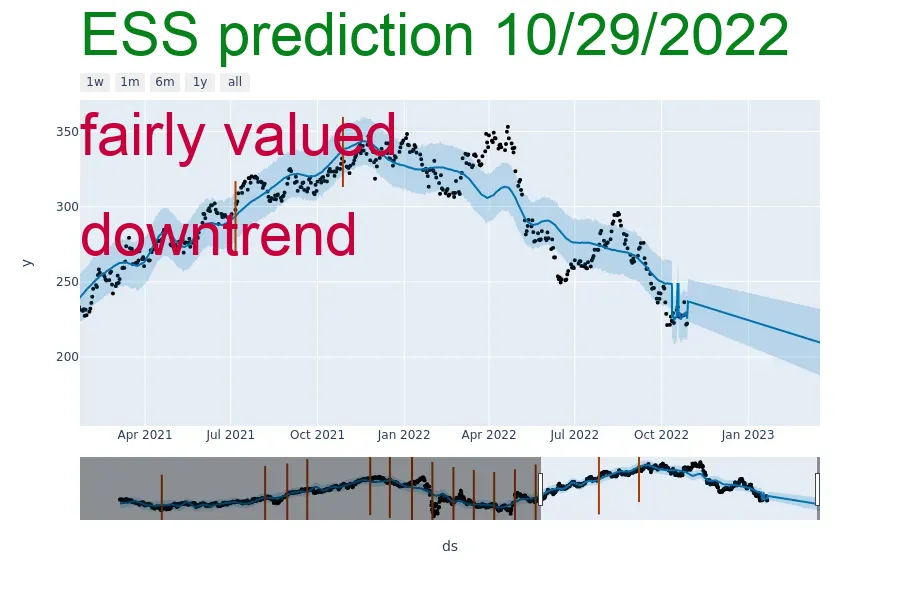 ESS prediction 10/29/2022
1w 1m 6m 1y all
fairly valued
downtrend
350
300
250
200
y
Apr 2021 Jul 2021 Oct 2021 Jan 2022 Apr 2022 Jul 2022 Oct 2022 Jan 2023
ds